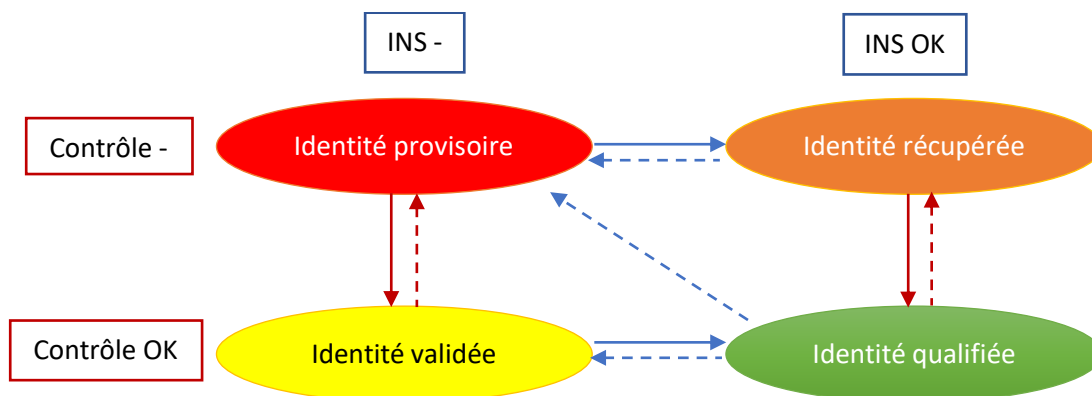 INS -
INS OK
Contrôle -
Identité provisoire
Identité récupérée
Contrôle OK
Identité validée
Identité qualifiée